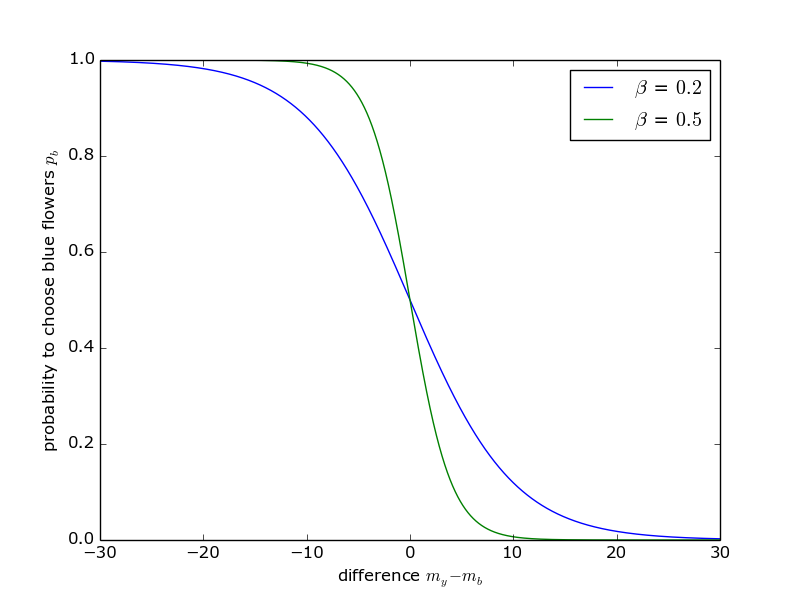 β = 0.2
β = 0.5
1.0
0.8
0.6
0.4
0.2
0.0
probability to choose blue flowers p_b
−30 −20 −10 0 10 20 30
difference m_y−m_b